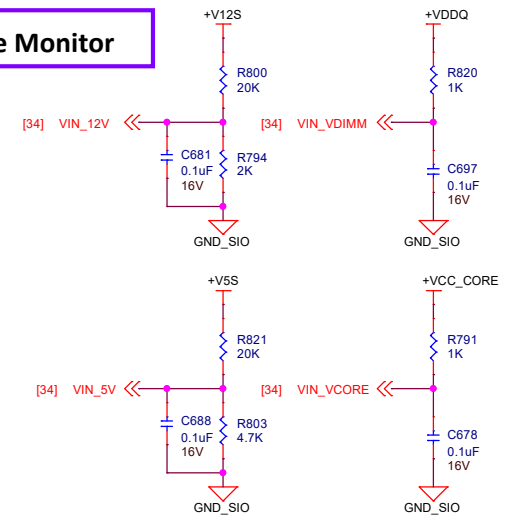 e Monitor
+V12S
R800
20K
[34] VIN_12V
C681
0.1uF
16V
R794
2K
GND_SIO
+VDDQ
R820
1K
[34] VIN_VDIMM
C697
0.1uF
16V
GND_SIO
+V5S
R821
20K
[34] VIN_5V
C688
0.1uF
16V
R803
4.7K
GND_SIO
+VCC_CORE
R791
1K
[34] VIN_VCORE
C678
0.1uF
16V
GND_SIO